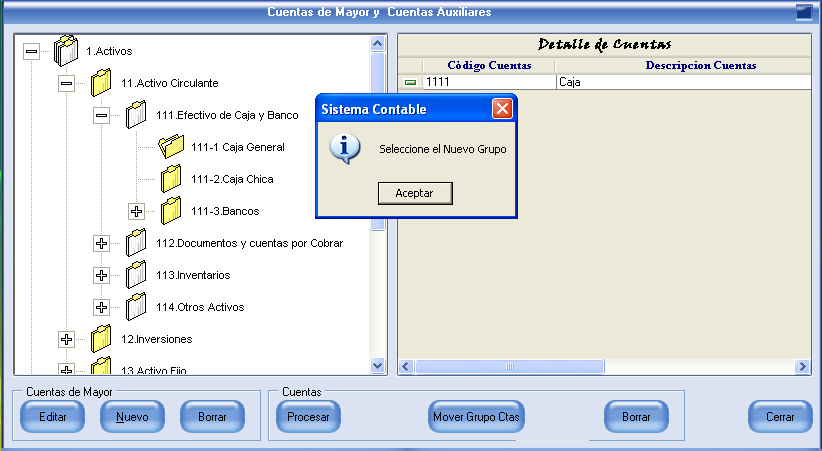 Cuentas de Mayor y Cuentas Auxiliares
1.Activos
11.Activo Circulante
111.Efectivo de Caja y Banco
111-1 Caja General
111-2.Caja Chica
111-3.Bancos
112.Documentos y cuentas por Cobrar
113.Inventarios
114.Otros Activos
12.Inversiones
13.Activo Fijo
Detalle de Cuentas
Còdigo Cuentas Descripcion Cuentas
1111 Caja
Sistema Contable
Seleccione el Nuevo Grupo
Aceptar
Cuentas de Mayor
Editar Nuevo Borrar
Cuentas
Procesar Mover Grupo Ctas Borrar
Cerrar